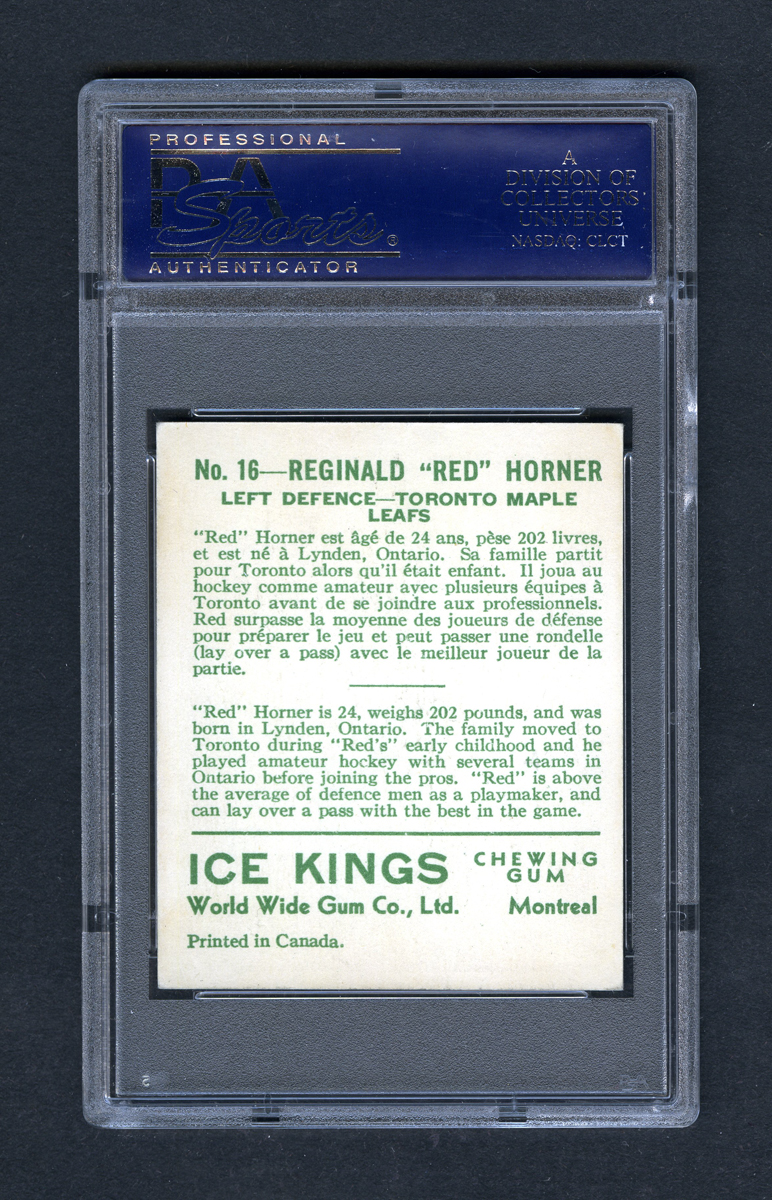 PROFESSIONAL
PSA
Sports®
AUTHENTICATOR
A
DIVISION OF
COLLECTORS
UNIVERSE
NASDAQ: CLCT
No. 16—REGINALD “RED” HORNER
LEFT DEFENCE—TORONTO MAPLE
LEAFS
“Red” Horner est âgé de 24 ans, pèse 202 livres,
et est né à Lynden, Ontario. Sa famille partit
pour Toronto alors qu'il était enfant. Il joua au
hockey comme amateur avec plusieurs équipes à
Toronto avant de se joindre aux professionnels.
Red surpasse la moyenne des joueurs de défense
pour préparer le jeu et peut passer une rondelle
(lay over a pass) avec le meilleur joueur de la
partie.
“Red” Horner is 24, weighs 202 pounds, and was
born in Lynden, Ontario. The family moved to
Toronto during “Red's” early childhood and he
played amateur hockey with several teams in
Ontario before joining the pros. “Red” is above
the average of defence men as a playmaker, and
can lay over a pass with the best in the game.
ICE KINGS CHEWING
GUM
World Wide Gum Co., Ltd. Montreal
Printed in Canada.